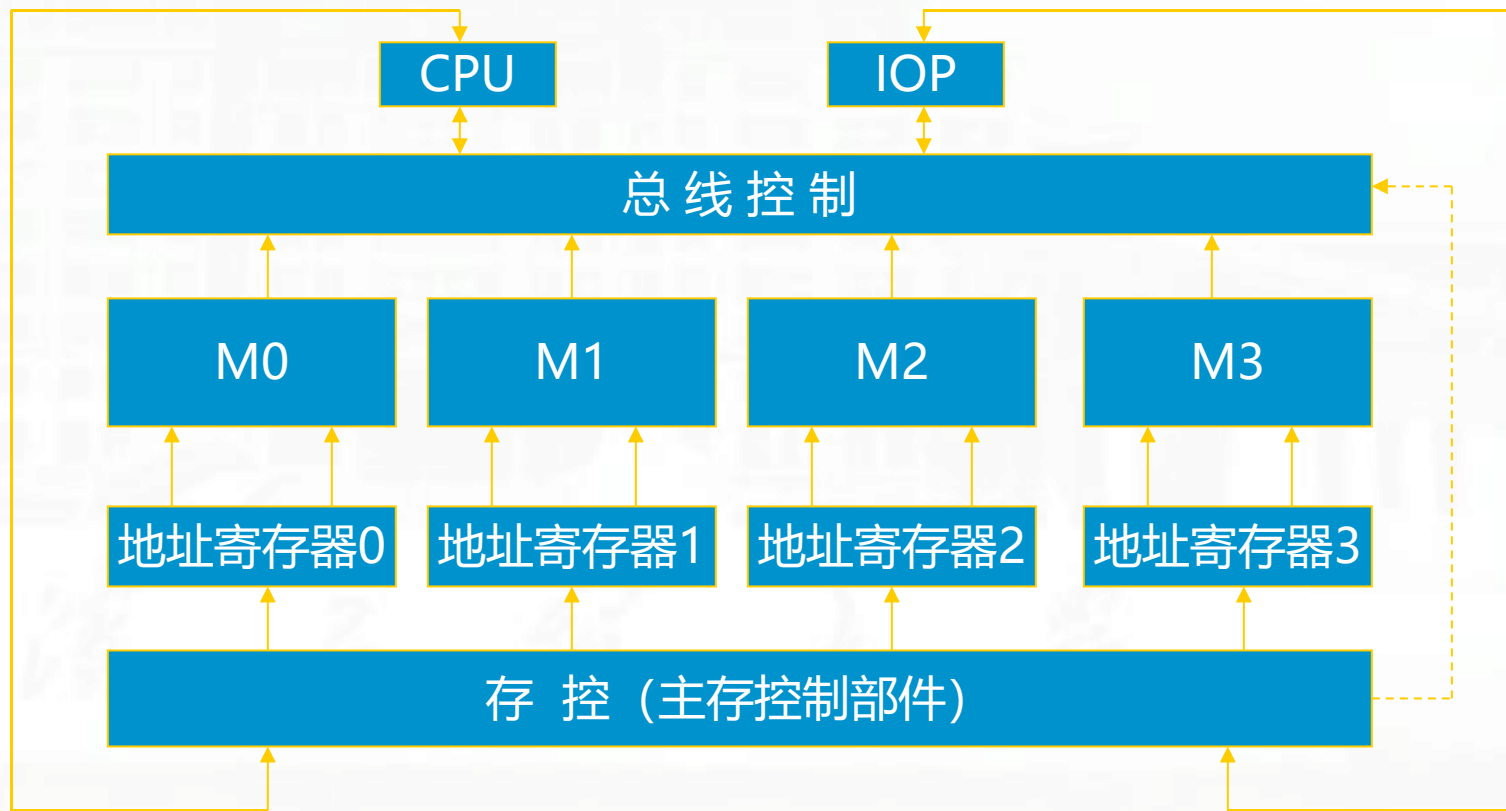 CPU
IOP
总 线 控 制
M0
M1
M2
M3
地址寄存器0
地址寄存器1
地址寄存器2
地址寄存器3
存 控（主存控制部件）